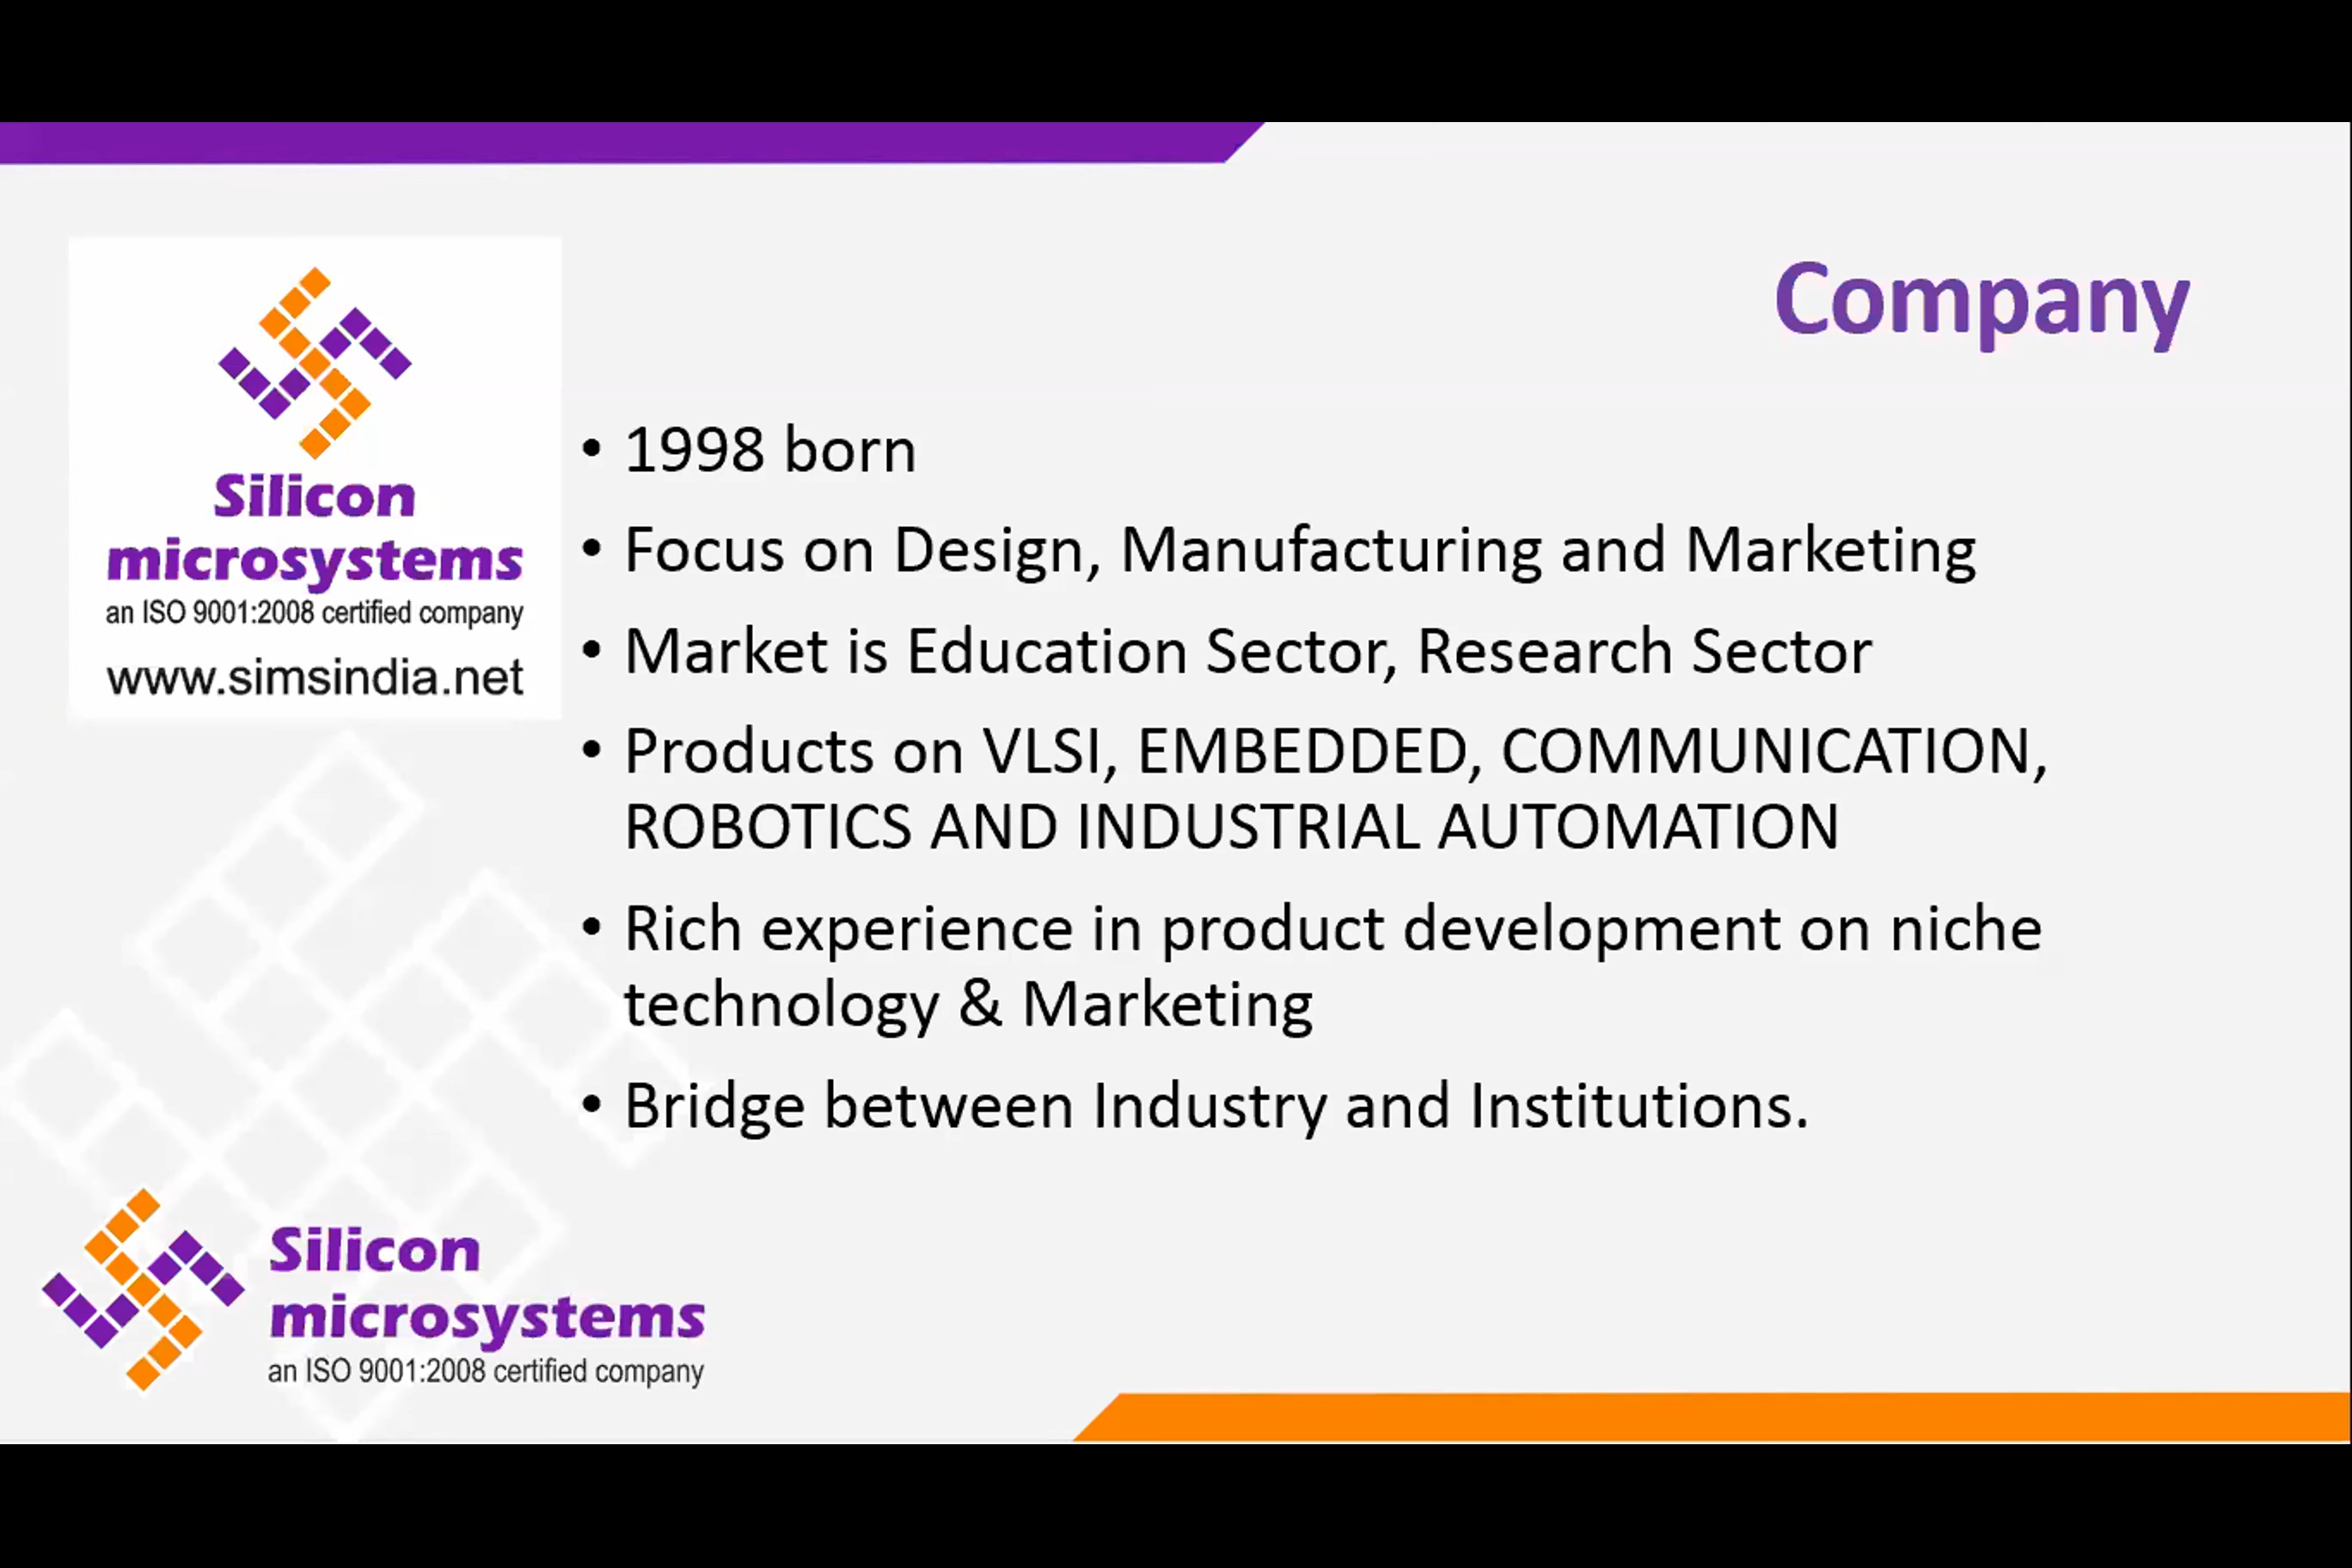 Silicon
microsystems
an ISO 9001:2008 certified company
www.simsindia.net
Company
• 1998 born
• Focus on Design, Manufacturing and Marketing
• Market is Education Sector, Research Sector
• Products on VLSI, EMBEDDED, COMMUNICATION,
ROBOTICS AND INDUSTRIAL AUTOMATION
• Rich experience in product development on niche
technology & Marketing
• Bridge between Industry and Institutions.
Silicon
microsystems
an ISO 9001:2008 certified company